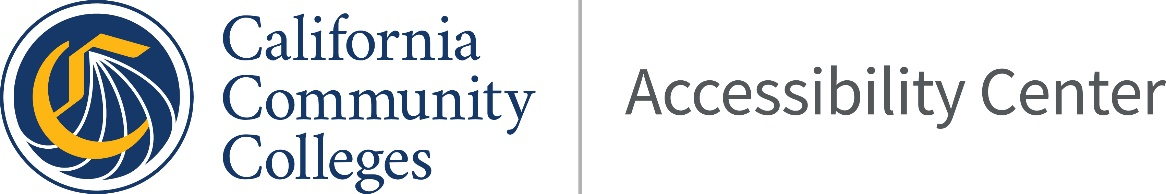 California
Community
Colleges
Accessibility Center